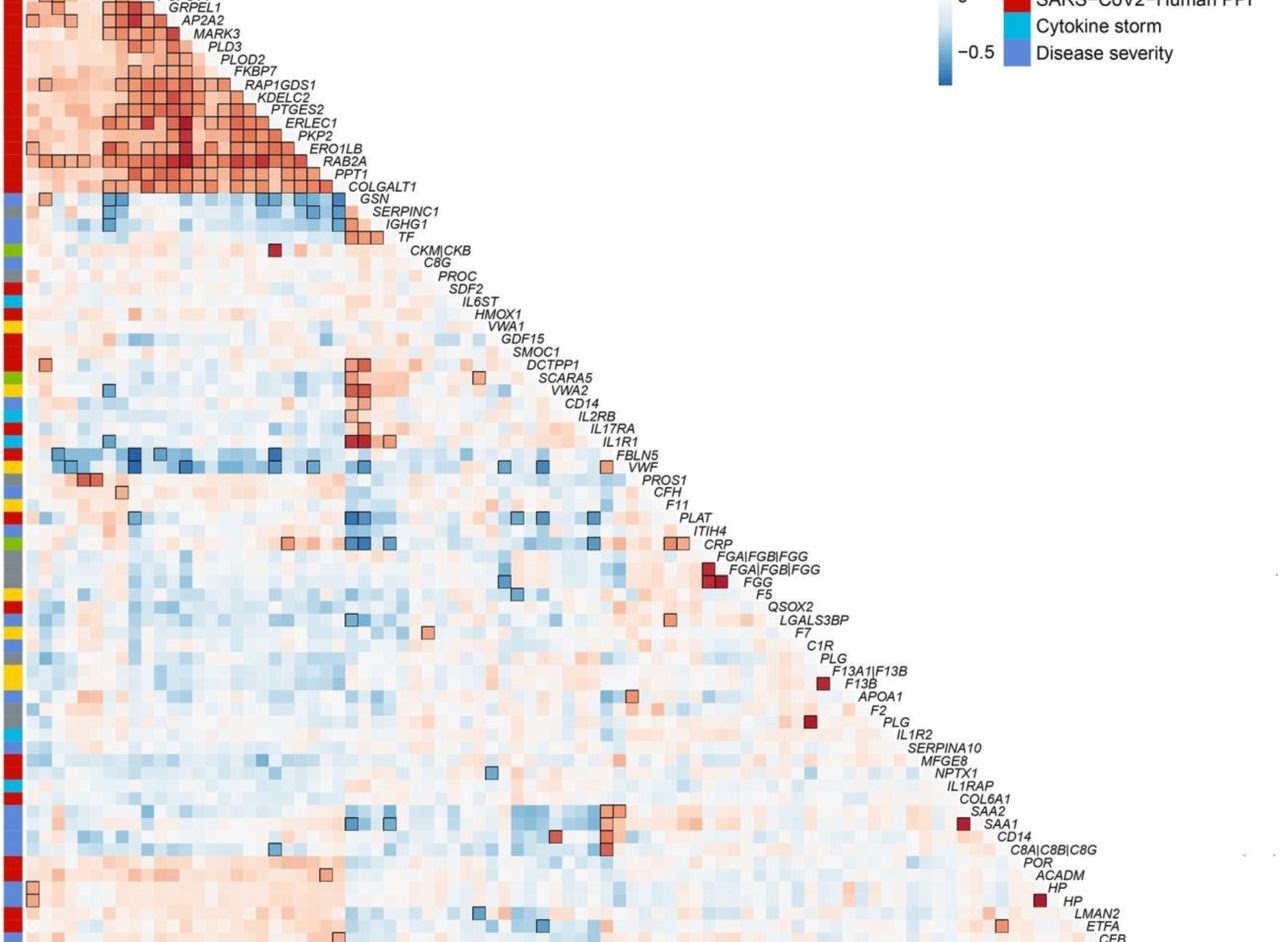 SARS−CoV2−Human PPI
GRPEL1
AP2A2
Cytokine storm
MARK3
PLD3
−0.5
Disease severity
PLOD2
FKBP7
RAP1GDS1
KDELC2
PTGES2
ERLEC1
PKP2
ERO1LB
RAB2A
PPT1
COLGALT1
GSN
SERPINC1
IGHG1
TF
CKM|CKB
C8G
PROC
SDF2
IL6ST
HMOX1
VWA1
GDF15
SMOC1
DCTPP1
SCARA5
VWA2
CD14
IL2RB
IL17RA
IL1R1
FBLN5
VWF
PROS1
CFH
F11
PLAT
ITIH4
CRP
FGA|FGB|FGG
FGA|FGB|FGG
FGG
F5
QSOX2
LGALS3BP
F7
C1R
PLG
F13A1|F13B
F13B
APOA1
F2
PLG
IL1R2
SERPINA10
MFGE8
NPTX1
IL1RAP
COL6A1
SAA2
SAA1
CD14
C8A|C8B|C8G
POR
ACADM
HP
HP
LMAN2
ETFA
CFB